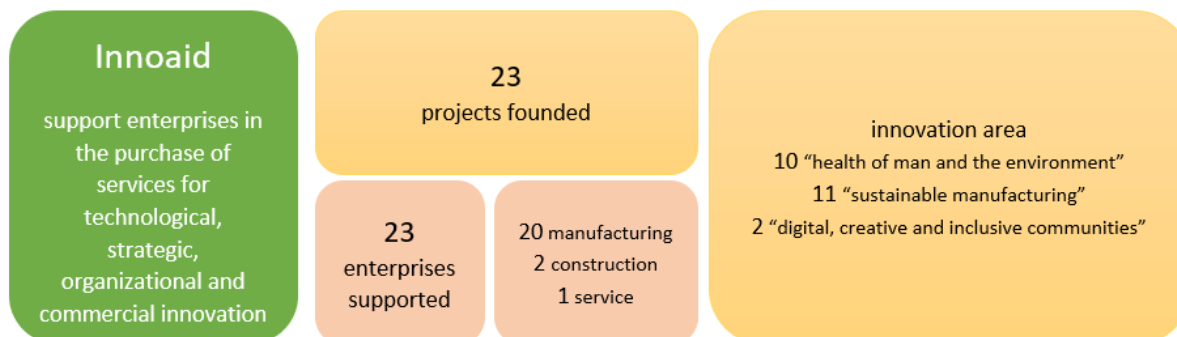 Innoaid
support enterprises in
the purchase of
services for
technological,
strategic,
organizational and
commercial innovation
23
projects founded
23
enterprises
supported
20 manufacturing
2 construction
1 service
innovation area
10 “health of man and the environment”
11 “sustainable manufacturing”
2 “digital, creative and inclusive communities”